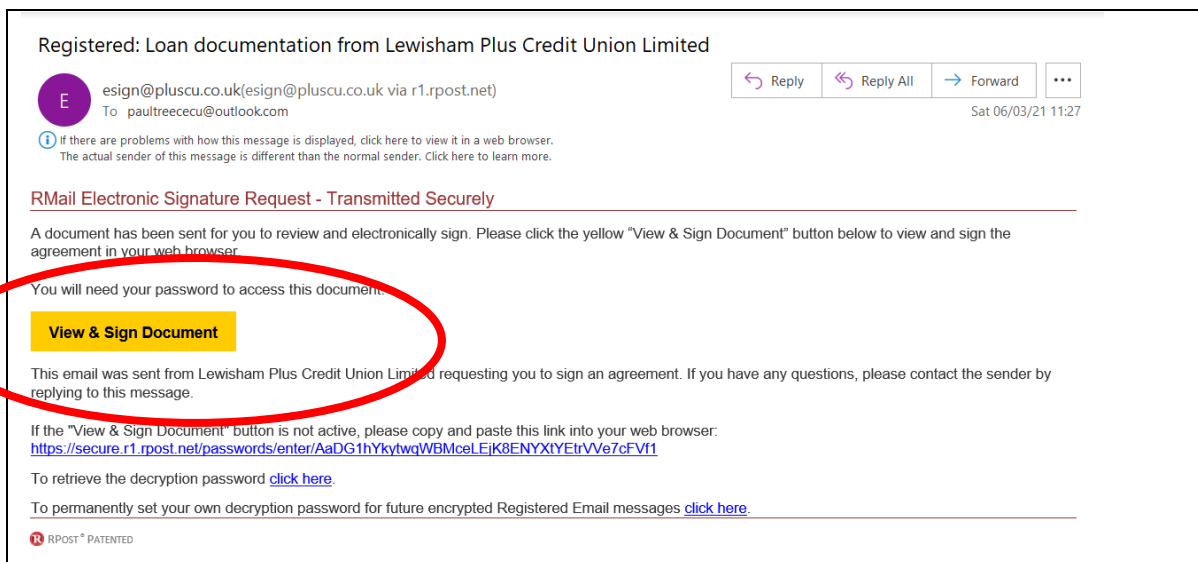 Registered: Loan documentation from Lewisham Plus Credit Union Limited
E
esign@pluscu.co.uk(esign@pluscu.co.uk via r1.rpost.net)
To paultreececu@outlook.com
Reply
Reply All
Forward
...
Sat 06/03/21 11:27
If there are problems with how this message is displayed, click here to view it in a web browser.
The actual sender of this message is different than the normal sender. Click here to learn more.
RMail Electronic Signature Request - Transmitted Securely
A document has been sent for you to review and electronically sign. Please click the yellow “View & Sign Document” button below to view and sign the
agreement in your web browser.
You will need your password to access this document.
View & Sign Document
This email was sent from Lewisham Plus Credit Union Limited requesting you to sign an agreement. If you have any questions, please contact the sender by
replying to this message.
If the "View & Sign Document" button is not active, please copy and paste this link into your web browser:
https://secure.r1.rpost.net/passwords/enter/AaDG1hYkytwqWBMceLEjK8ENYXtYEtrVVe7cFVf1
To retrieve the decryption password click here.
To permanently set your own decryption password for future encrypted Registered Email messages click here.
R RPOST® PATENTED